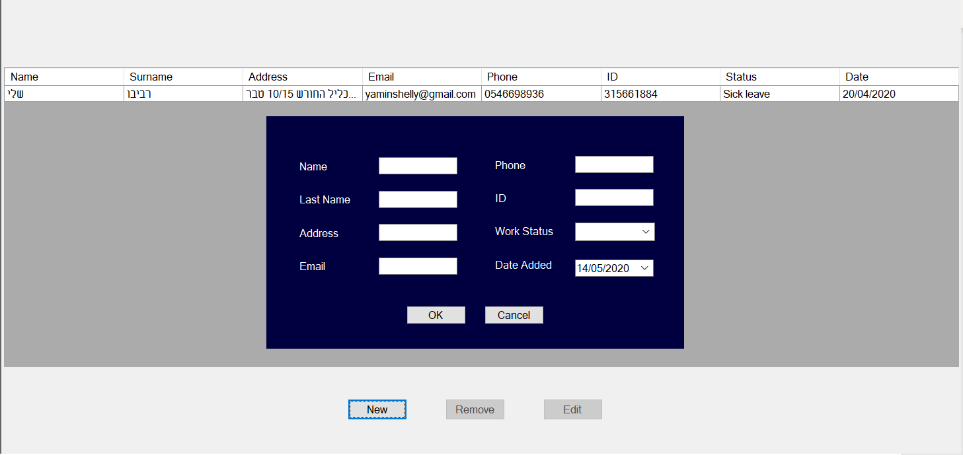 Name Surname Address Email Phone ID Status Date
שלי רביבו כליל החורש 10/15 טבר... yaminshelly@gmail.com 0546698936 315661884 Sick leave 20/04/2020
Name Phone
Last Name ID
Address Work Status
Email Date Added 14/05/2020
OK Cancel
New Remove Edit